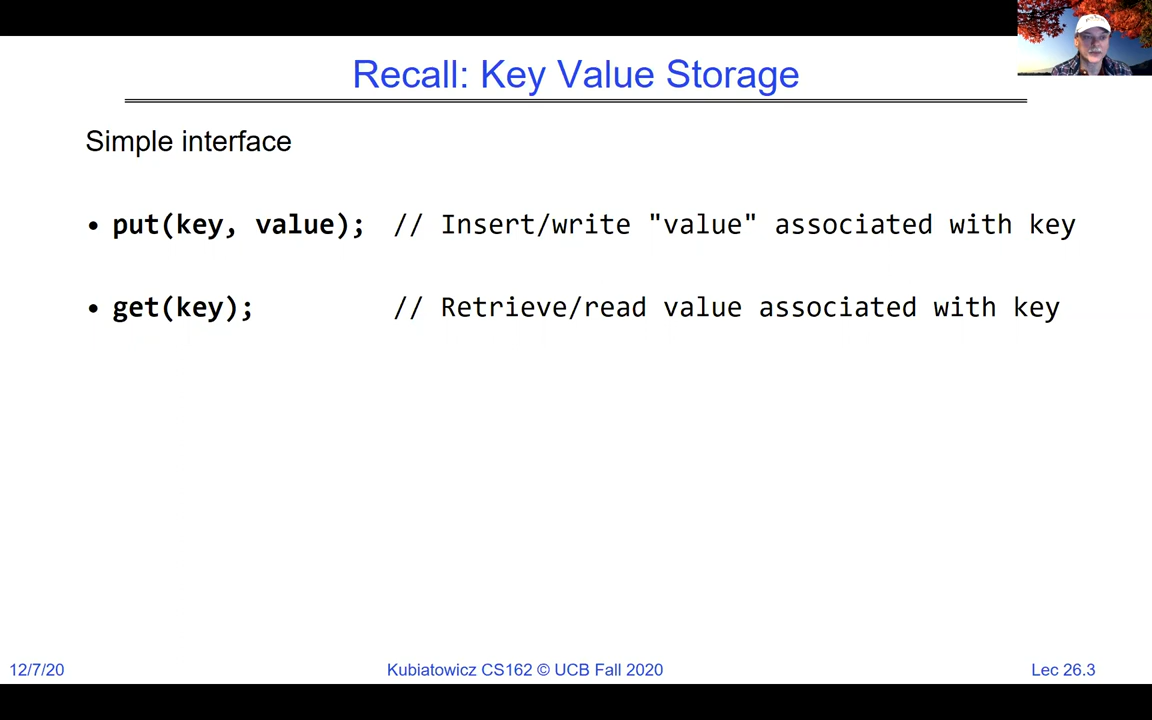 Recall: Key Value Storage
Simple interface
• put(key, value); // Insert/write "value" associated with key
• get(key); // Retrieve/read value associated with key
12/7/20 Kubiatowicz CS162 © UCB Fall 2020 Lec 26.3